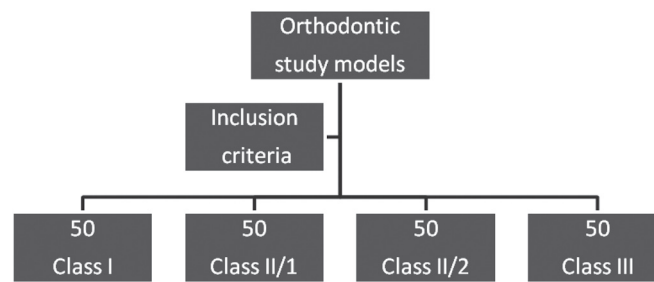 Orthodontic
study models
Inclusion
criteria
50
Class I
50
Class II/1
50
Class II/2
50
Class III